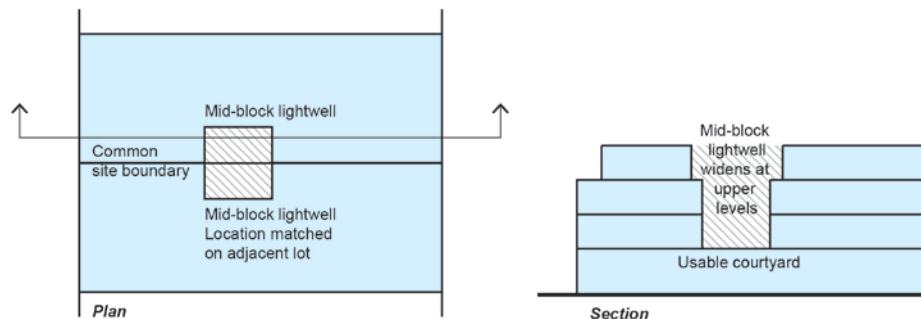 Mid-block lightwell
Common
site boundary
Mid-block lightwell
Location matched
on adjacent lot
Plan
Mid-block
lightwell
widens at
upper
levels
Usable courtyard
Section